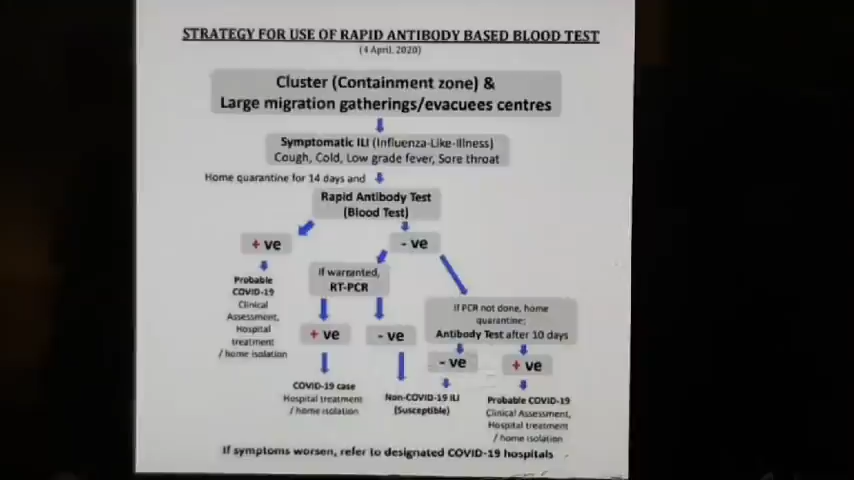 STRATEGY FOR USE OF RAPID ANTIBODY BASED BLOOD TEST
(4 April, 2020)
Cluster (Containment zone) &
Large migration gatherings/evacuees centres
Symptomatic ILI (Influenza-Like-Illness)
Cough, Cold, Low grade fever, Sore throat
Home quarantine for 14 days and
Rapid Antibody Test
(Blood Test)
+ ve
- ve
Probable
COVID-19
Clinical
Assessment,
Hospital
treatment
/ home isolation
If warranted,
RT-PCR
+ ve
- ve
COVID-19 case
Hospital treatment
/ home isolation
Non-COVID-19 ILI
(Susceptible)
If PCR not done, home
quarantine;
Antibody Test after 10 days
- ve
+ ve
Probable COVID-19
Clinical Assessment,
Hospital treatment
/ home isolation
If symptoms worsen, refer to designated COVID-19 hospitals